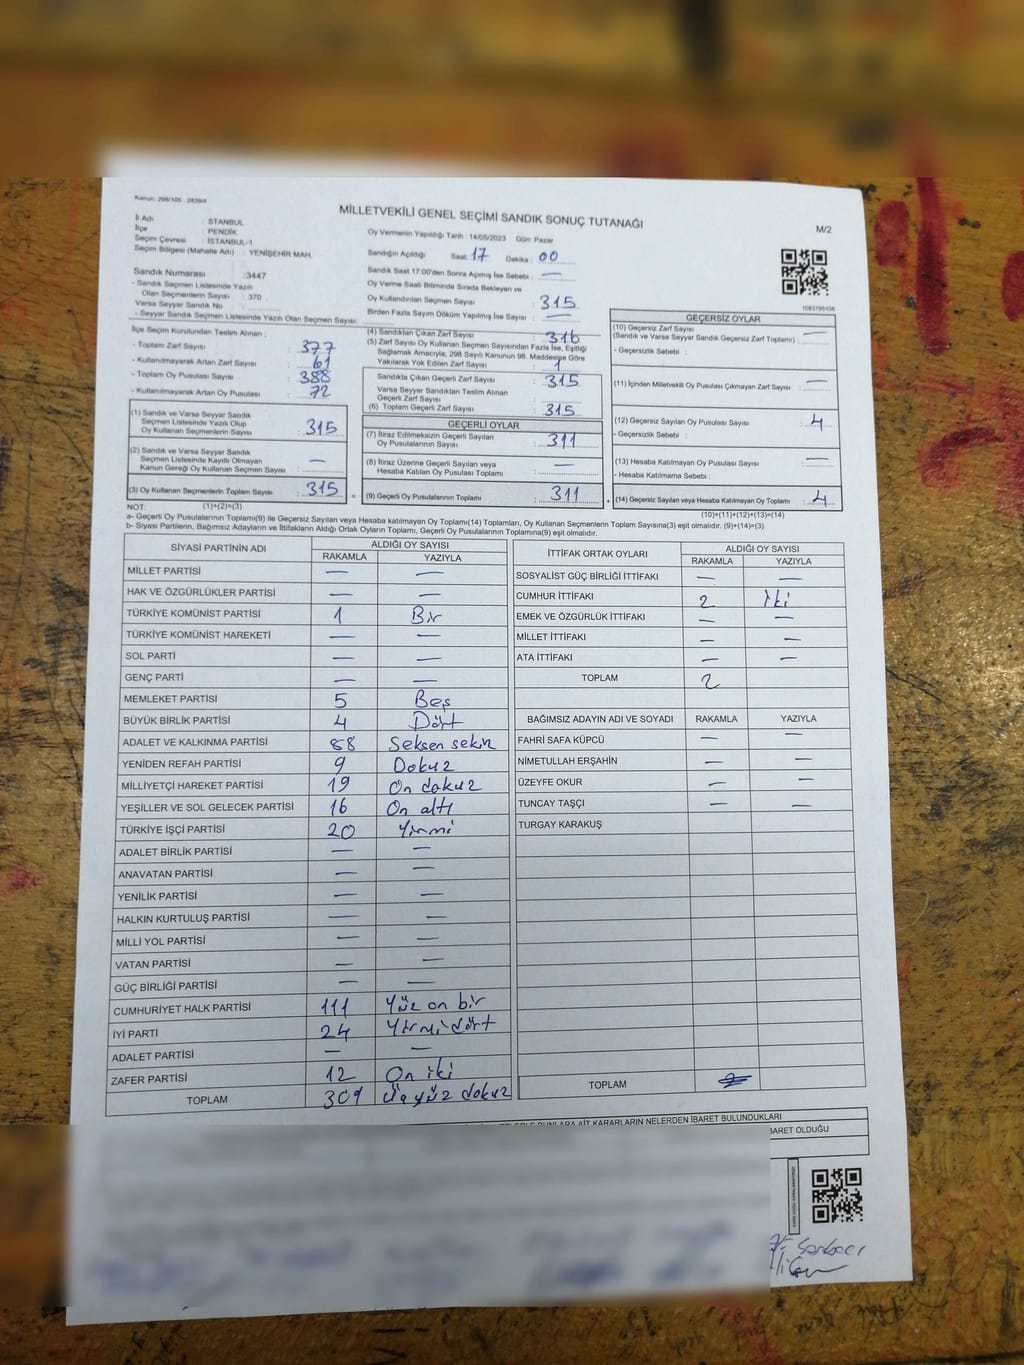 Kanun: 298/105 , 2839/4
MİLLETVEKİLİ GENEL SEÇİMİ SANDIK SONUÇ TUTANAĞI
M/2
İl Adı : STANBUL
İlçe : PENDİK
Seçim Çevresi : İSTANBUL-1
Seçim Bölgesi (Mahalle Adı) : YENİŞEHİR MAH.
Oy Vermenin Yapıldığı Tarih : 14/05/2023 Gün: Pazar
Sandığın Açıldığı Saat: 17 Dakika : 00
Sandık Saat 17:00'den Sonra Açımış İse Sebebi : —
Sandık Numarası : 3447
- Sandık Seçmen Listesinde Yazılı
Olan Seçmenlerin Sayısı : 370
Varsa Seyyar Sandık No :
- Seyyar Sandık Seçmen Listesinde Yazılı Olan Seçmen Sayısı:
Oy Verme Saati Bitiminde Sırada Bekleyen ve
Oy Kullandırılan Seçmen Sayısı : 315
Birden Fazla Sayım Döküm Yapılmış İse Sayısı : —
1083785108
İlçe Seçim Kurulundan Teslim Alınan ;
- Toplam Zarf Sayısı : 377
- Kullanılmayarak Artan Zarf Sayısı : 61
- Toplam Oy Pusulası Sayısı : 388
- Kullanılmayarak Artan Oy Pusulası : 72
(4) Sandıktan Çıkan Zarf Sayısı : 316
(5) Zarf Sayısı Oy Kullanan Seçmen Sayısından Fazla İse, Eşitliği
Sağlamak Amacıyla; 298 Sayılı Kanunun 98. Maddesine Göre
Yakılarak Yok Edilen Zarf Sayısı : 1
Sandıkta Çıkan Geçerli Zarf Sayısı : 315
Varsa Seyyar Sandıktan Teslim Alınan
Geçerli Zarf Sayısı :
(6) Toplam Geçerli Zarf Sayısı : 315
(1) Sandık ve Varsa Seyyar Sandık
Seçmen Listesinde Yazılı Olup
Oy Kullanan Seçmenlerin Sayısı : 315
(2) Sandık ve Varsa Seyyar Sandık
Seçmen Listesinde Kayıtlı Olmayan
Kanun Gereği Oy Kullanan Seçmen Sayısı : —
(3) Oy Kullanan Seçmenlerin Toplam Sayısı : 315
GEÇERLİ OYLAR
(7) İtiraz Edilmeksizin Geçerli Sayılan
Oy Pusulalarının Sayısı : 311
(8) İtiraz Üzerine Geçerli Sayılan veya
Hesaba Katılan Oy Pusulası Toplamı : —
(9) Geçerli Oy Pusulalarının Toplamı : 311
GEÇERSİZ OYLAR
(10) Geçersiz Zarf Sayısı
(Sandık ve Varsa Seyyar Sandık Geçersiz Zarf Toplamı) : —
- Geçersizlik Sebebi :
(11) İçinden Milletvekili Oy Pusulası Çıkmayan Zarf Sayısı : —
(12) Geçersiz Sayılan Oy Pusulası Sayısı : 4
- Geçersizlik Sebebi :
(13) Hesaba Katılmayan Oy Pusulası Sayısı : —
- Hesaba Katılmama Sebebi :
(14) Geçersiz Sayılan veya Hesaba Katılmayan Oy Toplamı : 4
NOT: (1)+(2)=(3)
(10)+(11)+(12)+(13)=(14)
a- Geçerli Oy Pusulalarının Toplamı(9) ile Geçersiz Sayılan veya Hesaba katılmayan Oy Toplamı(14) Toplamları, Oy Kullanan Seçmenlerin Toplam Sayısına(3) eşit olmalıdır. (9)+(14)=(3)
b- Siyasi Partilerin, Bağımsız Adayların ve İttifakların Aldığı Ortak Oyların Toplamı, Geçerli Oy Pusulalarının Toplamına(9) eşit olmalıdır.
SİYASİ PARTİNİN ADI ALDIĞI OY SAYISI
RAKAMLA YAZIYLA
MİLLET PARTİSİ — —
HAK VE ÖZGÜRLÜKLER PARTİSİ — —
TÜRKİYE KOMÜNİST PARTİSİ 1 Bir
TÜRKİYE KOMÜNİST HAREKETİ — —
SOL PARTİ — —
GENÇ PARTİ — —
MEMLEKET PARTİSİ 5 Beş
BÜYÜK BİRLİK PARTİSİ 4 Dört
ADALET VE KALKINMA PARTİSİ 88 Seksen sekiz
YENİDEN REFAH PARTİSİ 9 Dokuz
MİLLİYETÇİ HAREKET PARTİSİ 19 On dokuz
YEŞİLLER VE SOL GELECEK PARTİSİ 16 On altı
TÜRKİYE İŞÇİ PARTİSİ 20 Yirmi
ADALET BİRLİK PARTİSİ — —
ANAVATAN PARTİSİ — —
YENİLİK PARTİSİ — —
HALKIN KURTULUŞ PARTİSİ — —
MİLLİ YOL PARTİSİ — —
VATAN PARTİSİ — —
GÜÇ BİRLİĞİ PARTİSİ — —
CUMHURİYET HALK PARTİSİ 111 Yüz on bir
İYİ PARTİ 24 Yirmi dört
ADALET PARTİSİ — —
ZAFER PARTİSİ 12 On iki
TOPLAM 309 Üçyüz dokuz
İTTİFAK ORTAK OYLARI ALDIĞI OY SAYISI
RAKAMLA YAZIYLA
SOSYALİST GÜÇ BİRLİĞİ İTTİFAKI — —
CUMHUR İTTİFAKI 2 İki
EMEK VE ÖZGÜRLÜK İTTİFAKI — —
MİLLET İTTİFAKI — —
ATA İTTİFAKI — —
TOPLAM 2
BAĞIMSIZ ADAYIN ADI VE SOYADI RAKAMLA YAZIYLA
FAHRİ SAFA KÜPCÜ — —
NİMETULLAH ERŞAHİN — —
ÜZEYFE OKUR — —
TUNCAY TAŞÇI — —
TURGAY KARAKUŞ
TOPLAM
BUNLARA AİT KARARLARIN NELERDEN İBARET BULUNDUKLARI
BARET OLDUĞU